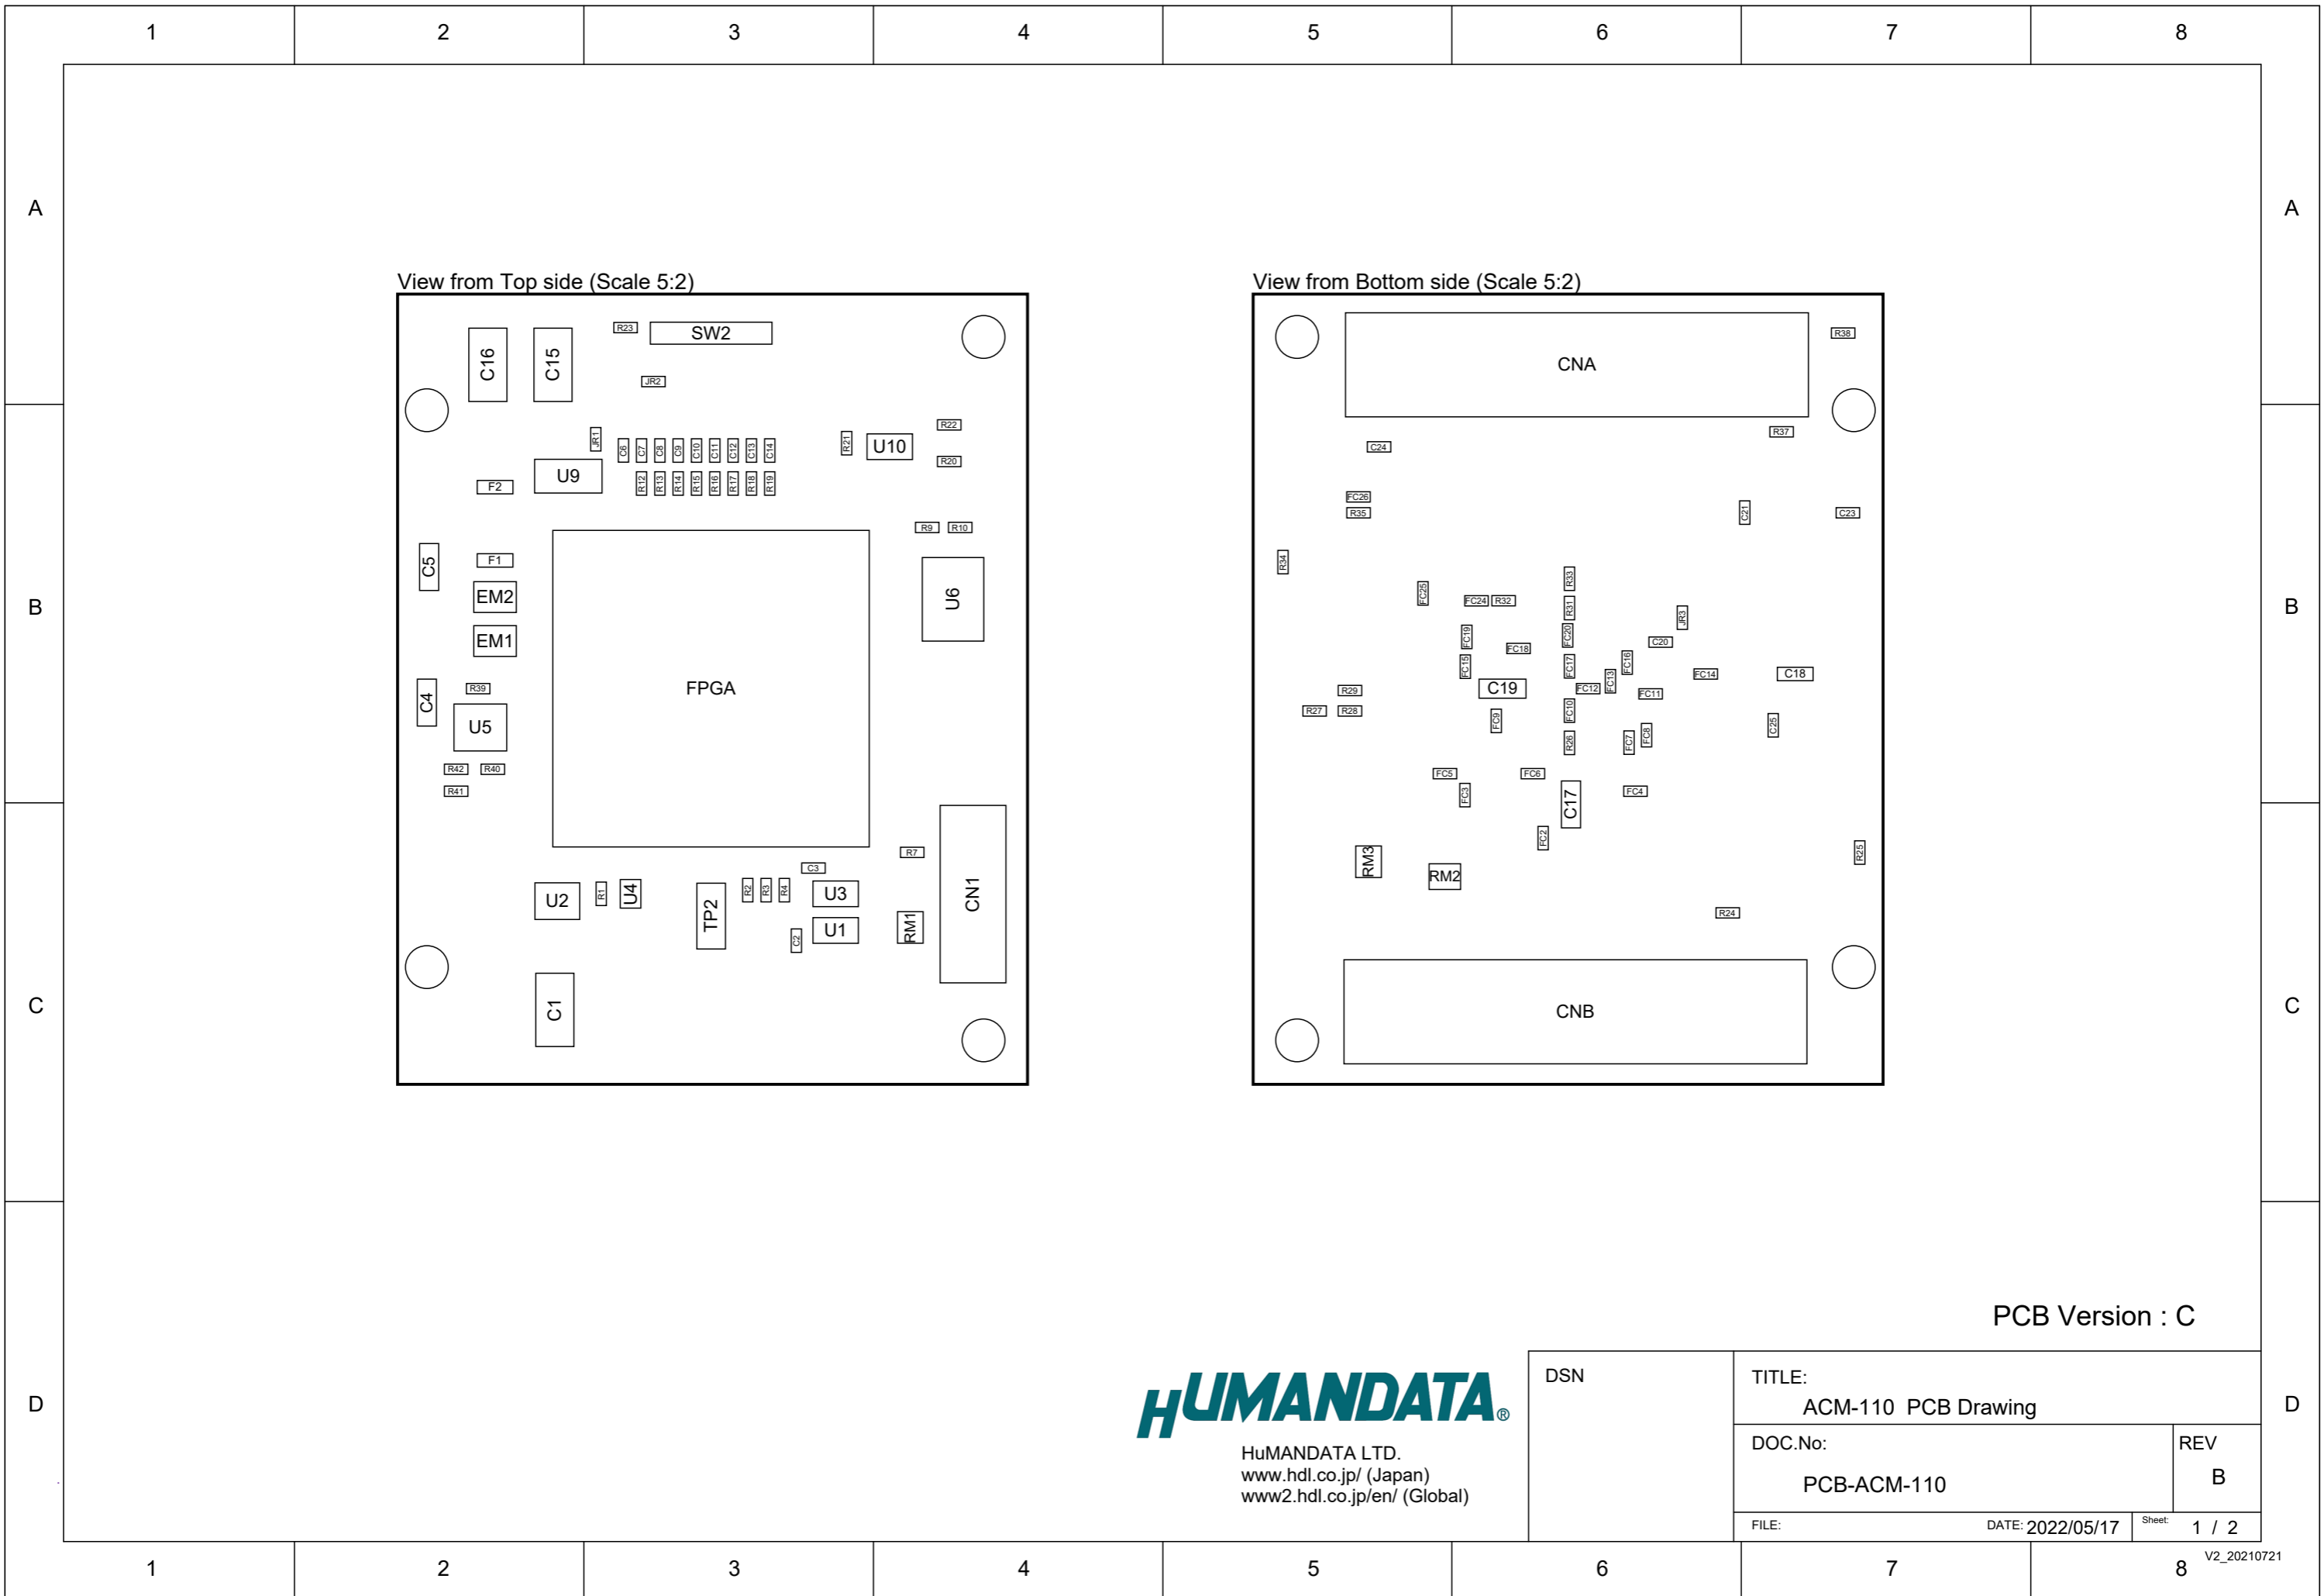 1 2 3 4 5 6 7 8
A A
View from Top side (Scale 5:2)
View from Bottom side (Scale 5:2)
R23 SW2
C16 C15
JR2
R22
JR1 C6 C7 C8 C9 C10 C11 C12 C13 C14 R21 U10
R20
U9 R12 R13 R14 R15 R16 R17 R18 R19
F2
R9 R10
C5 F1
EM2 U6
EM1
R39 FPGA
C4
U5
R42 R40
R41
R7
C3
U2 R1 U4 TP2 R2 R3 R4 U3 CN1
C2 U1 RM1
C1
R38
CNA
R37
C24
FC26
R35 C21 C23
R34
R33
FC25 FC24 R32 R31 JR3
FC19 FC18 FC20 C20
FC15 FC17 FC16 FC14 C18
R29 C19 FC12 FC13 FC11
R27 R28 FC9 FC10 C25
R26 FC7 FC8
FC5 FC6
FC3 C17 FC4
FC2 R25
RM3 RM2
R24
CNB
B B
C C
D D
PCB Version : C
HUMANDATA®
HuMANDATA LTD.
www.hdl.co.jp/ (Japan)
www2.hdl.co.jp/en/ (Global)
DSN
TITLE:
ACM-110 PCB Drawing
DOC.No:
PCB-ACM-110
REV
B
FILE:
DATE: 2022/05/17
Sheet: 1 / 2
V2_20210721
1 2 3 4 5 6 7 8